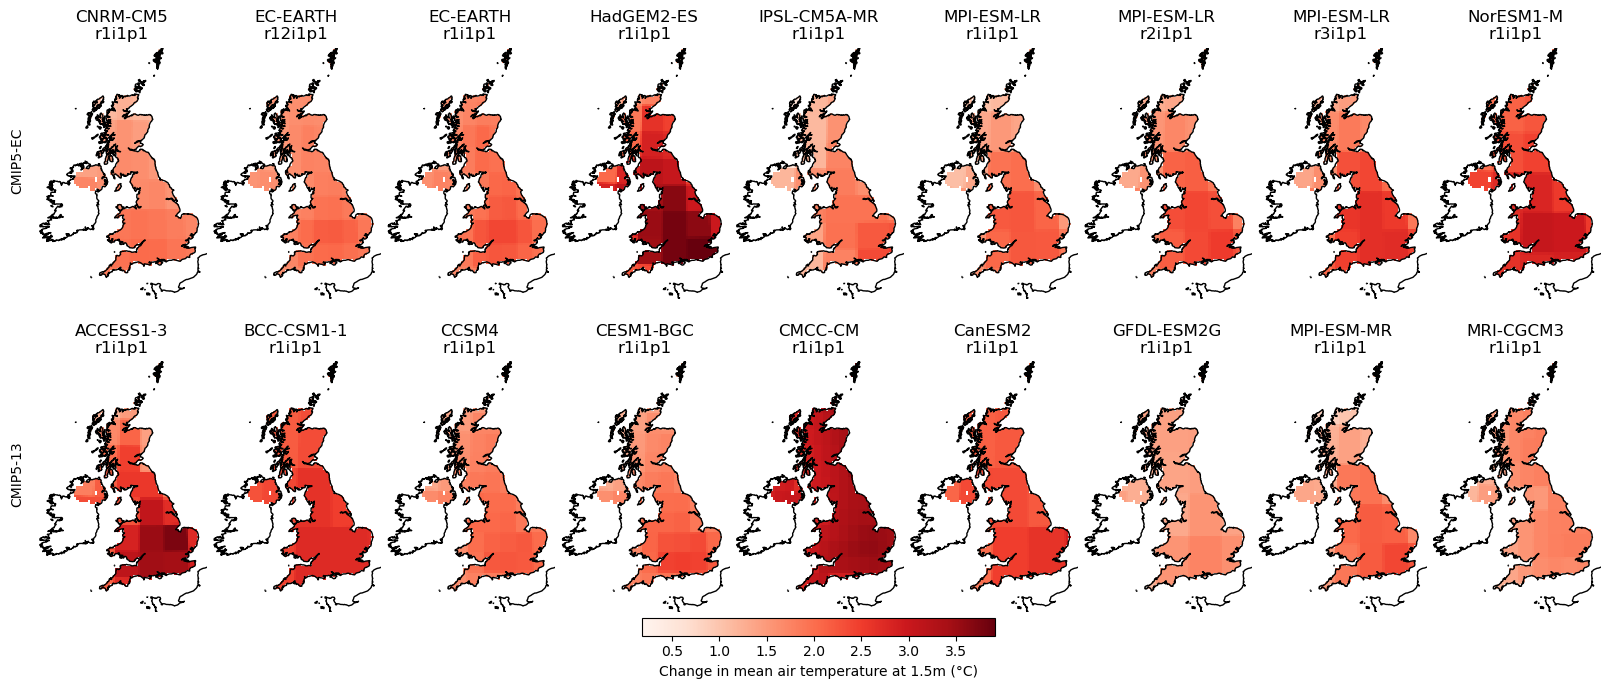 CNRM-CM5
r1i1p1
EC-EARTH
r12i1p1
EC-EARTH
r1i1p1
HadGEM2-ES
r1i1p1
IPSL-CM5A-MR
r1i1p1
MPI-ESM-LR
r1i1p1
MPI-ESM-LR
r2i1p1
MPI-ESM-LR
r3i1p1
NorESM1-M
r1i1p1
CMIP5-EC
ACCESS1-3
r1i1p1
BCC-CSM1-1
r1i1p1
CCSM4
r1i1p1
CESM1-BGC
r1i1p1
CMCC-CM
r1i1p1
CanESM2
r1i1p1
GFDL-ESM2G
r1i1p1
MPI-ESM-MR
r1i1p1
MRI-CGCM3
r1i1p1
CMIP5-13
0.5 1.0 1.5 2.0 2.5 3.0 3.5
Change in mean air temperature at 1.5m (°C)